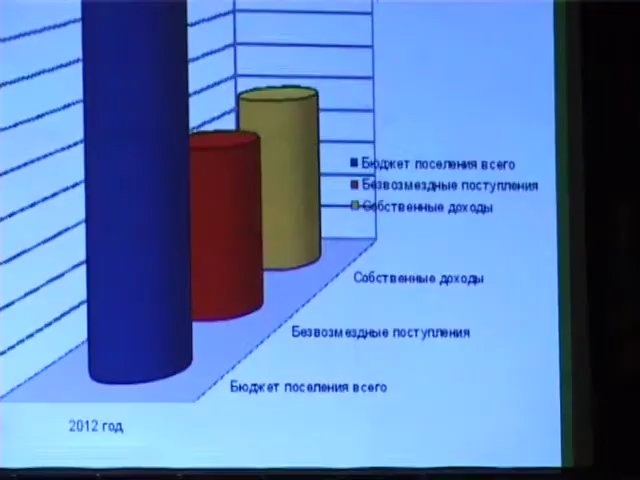 Бюджет поселения всего
Безвозмездные поступления
Собственные доходы
Собственные доходы
Безвозмездные поступления
Бюджет поселения всего
2012 год